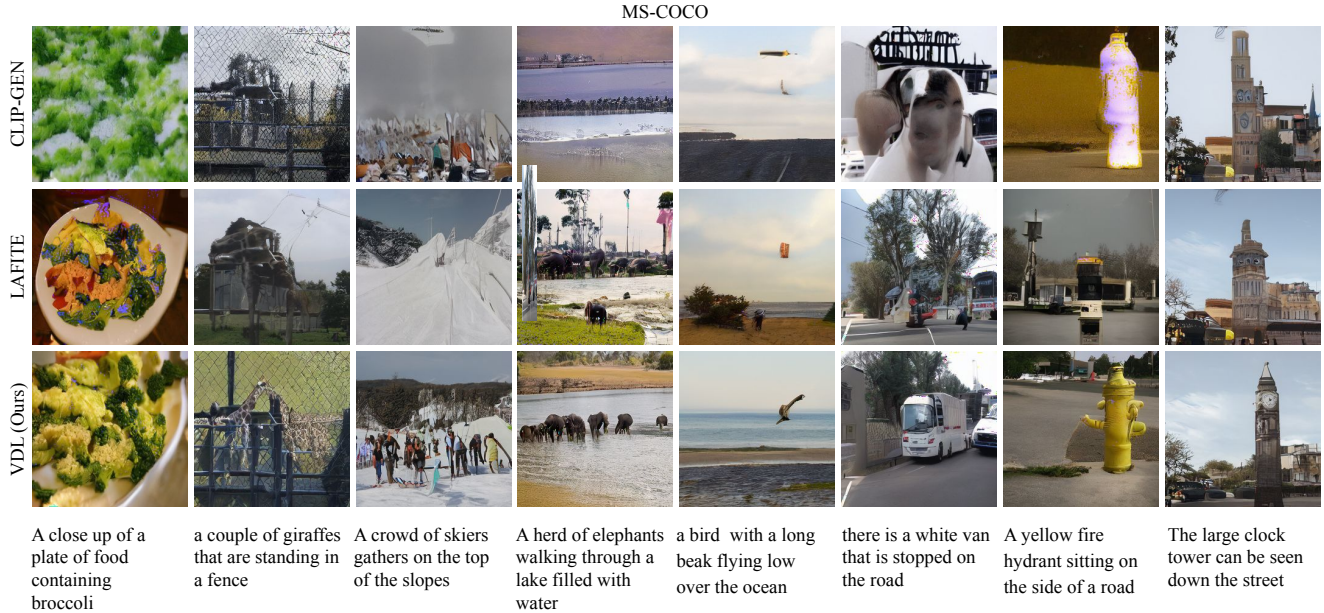 MS-COCO
CLIP-GEN
LAFITE
VDL (Ours)
A close up of a
plate of food
containing
broccoli
a couple of giraffes
that are standing in
a fence
A crowd of skiers
gathers on the top
of the slopes
A herd of elephants
walking through a
lake filled with
water
a bird with a long
beak flying low
over the ocean
there is a white van
that is stopped on
the road
A yellow fire
hydrant sitting on
the side of a road
The large clock
tower can be seen
down the street